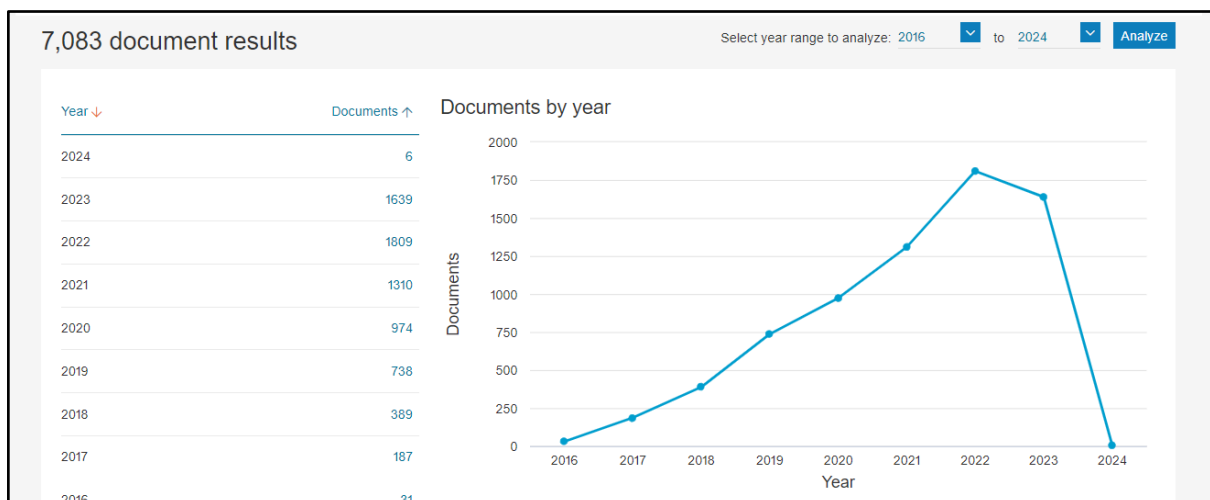 7,083 document results
Select year range to analyze: 2016 to 2024 Analyze
Year Documents
2024 6
2023 1639
2022 1809
2021 1310
2020 974
2019 738
2018 389
2017 187
2016 31
Documents by year
2000
1750
1500
1250
1000
750
500
250
0
Documents
2016 2017 2018 2019 2020 2021 2022 2023 2024
Year